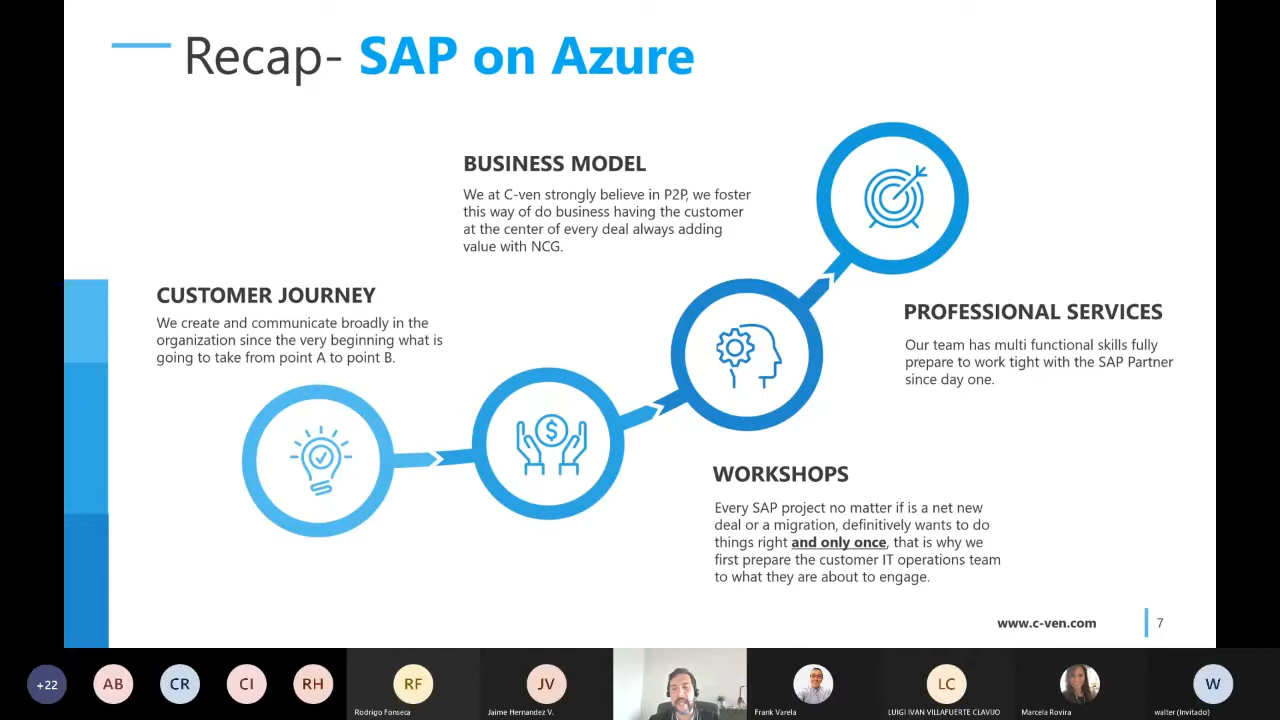 Recap- SAP on Azure
BUSINESS MODEL
We at C-ven strongly believe in P2P, we foster
this way of do business having the customer
at the center of every deal always adding
value with NCG.
CUSTOMER JOURNEY
We create and communicate broadly in the
organization since the very beginning what is
going to take from point A to point B.
PROFESSIONAL SERVICES
Our team has multi functional skills fully
prepare to work tight with the SAP Partner
since day one.
WORKSHOPS
Every SAP project no matter if is a net new
deal or a migration, definitively wants to do
things right and only once, that is why we
first prepare the customer IT operations team
to what they are about to engage.
www.c-ven.com
7
+22
AB
CR
CI
RH
RF
Rodrigo Fonseca
JV
Jaime Hernandez V.
Frank Varela
LC
LUIGI IVAN VILLAFUERTE CLAVIJO
Marcela Rovira
W
walter (Invitado)